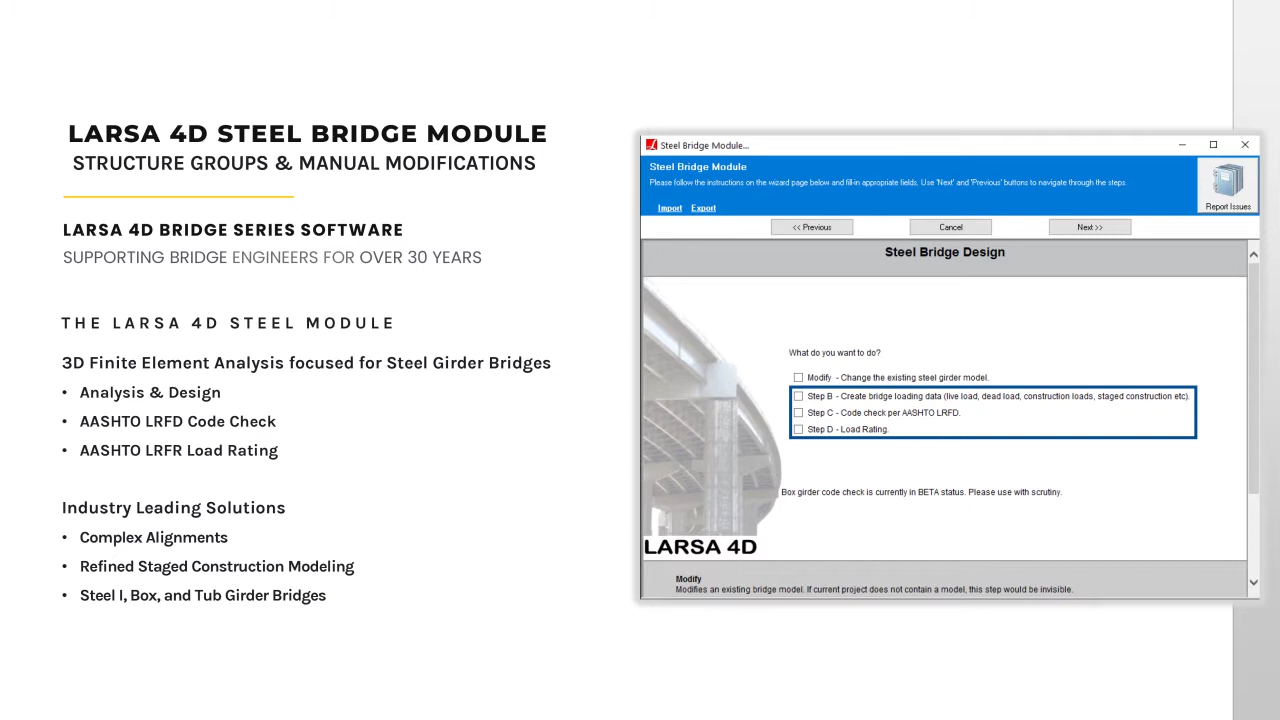 LARSA 4D STEEL BRIDGE MODULE
STRUCTURE GROUPS & MANUAL MODIFICATIONS
LARSA 4D BRIDGE SERIES SOFTWARE
SUPPORTING BRIDGE ENGINEERS FOR OVER 30 YEARS
THE LARSA 4D STEEL MODULE
3D Finite Element Analysis focused for Steel Girder Bridges
• Analysis & Design
• AASHTO LRFD Code Check
• AASHTO LRFR Load Rating
Industry Leading Solutions
• Complex Alignments
• Refined Staged Construction Modeling
• Steel I, Box, and Tub Girder Bridges
Steel Bridge Module...
Steel Bridge Module
Please follow the instructions on the wizard page below and fill-in appropriate fields. Use 'Next' and 'Previous' buttons to navigate through the steps.
Import Export
Report Issues
<< Previous Cancel Next >>
Steel Bridge Design
What do you want to do?
Modify - Change the existing steel girder model.
Step B - Create bridge loading data (live load, dead load, construction loads, staged construction etc).
Step C - Code check per AASHTO LRFD.
Step D - Load Rating.
Box girder code check is currently in BETA status. Please use with scrutiny.
LARSA 4D
Modify
Modifies an existing bridge model. If current project does not contain a model, this step would be invisible.